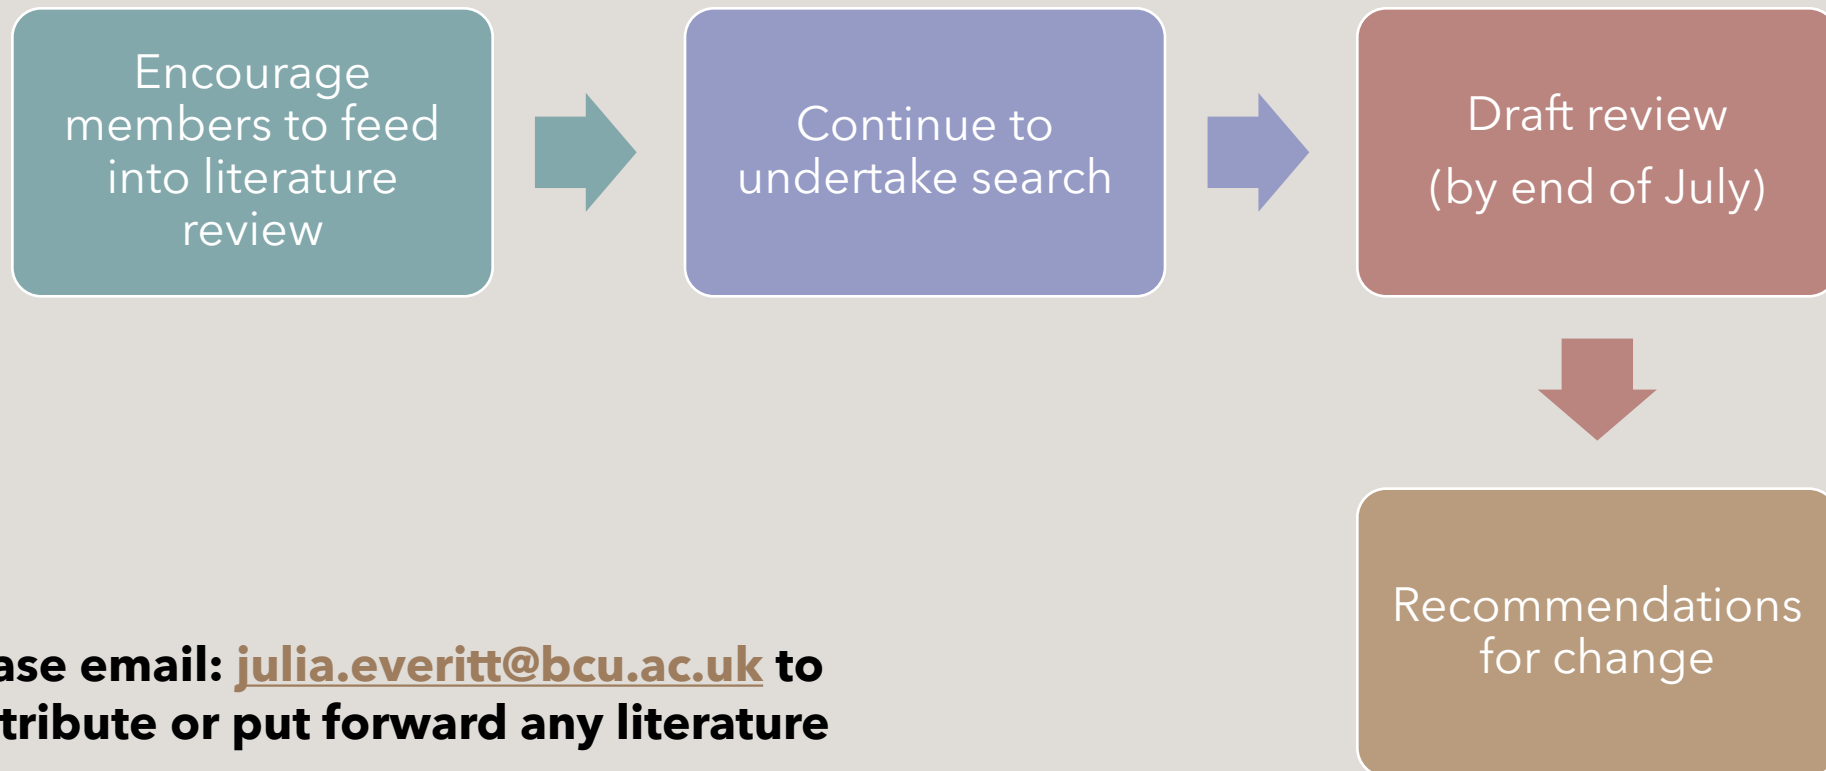 Encourage
members to feed
into literature
review
Continue to
undertake search
Draft review
(by end of July)
Recommendations
for change
ase email: julia.everitt@bcu.ac.uk to
tribute or put forward any literature